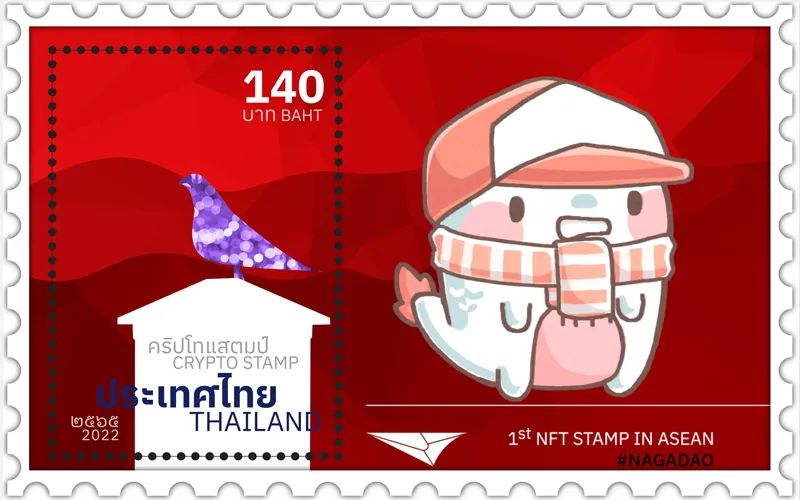 140
บาท BAHT
คริปโทแสตมป์
CRYPTO STAMP
ประเทศไทย
THAILAND
๒๕๖๕
2022
1st NFT STAMP IN ASEAN
#NAGADAO